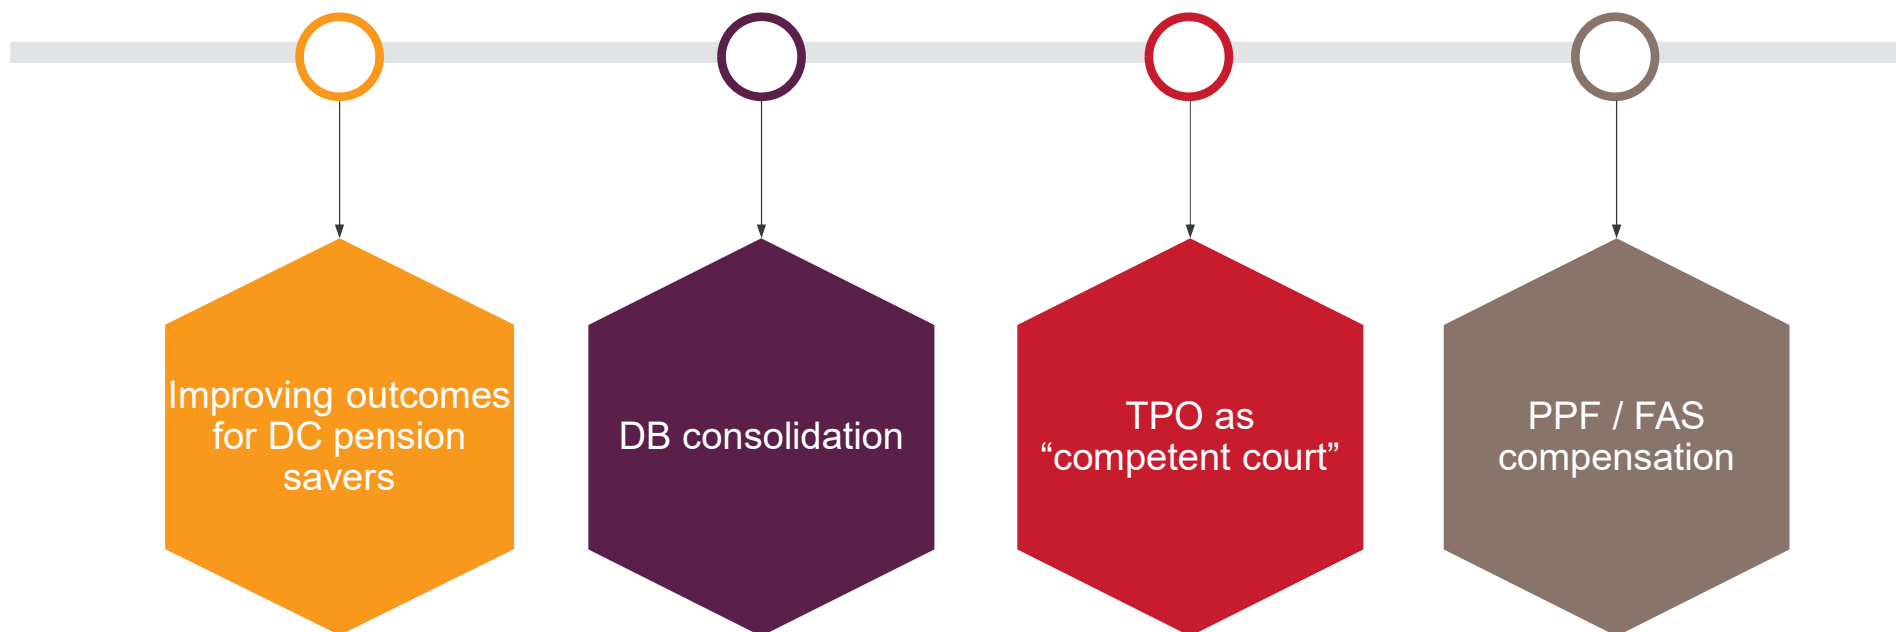 Improving outcomes
for DC pension
savers
DB consolidation
TPO as
“competent court”
PPF / FAS
compensation